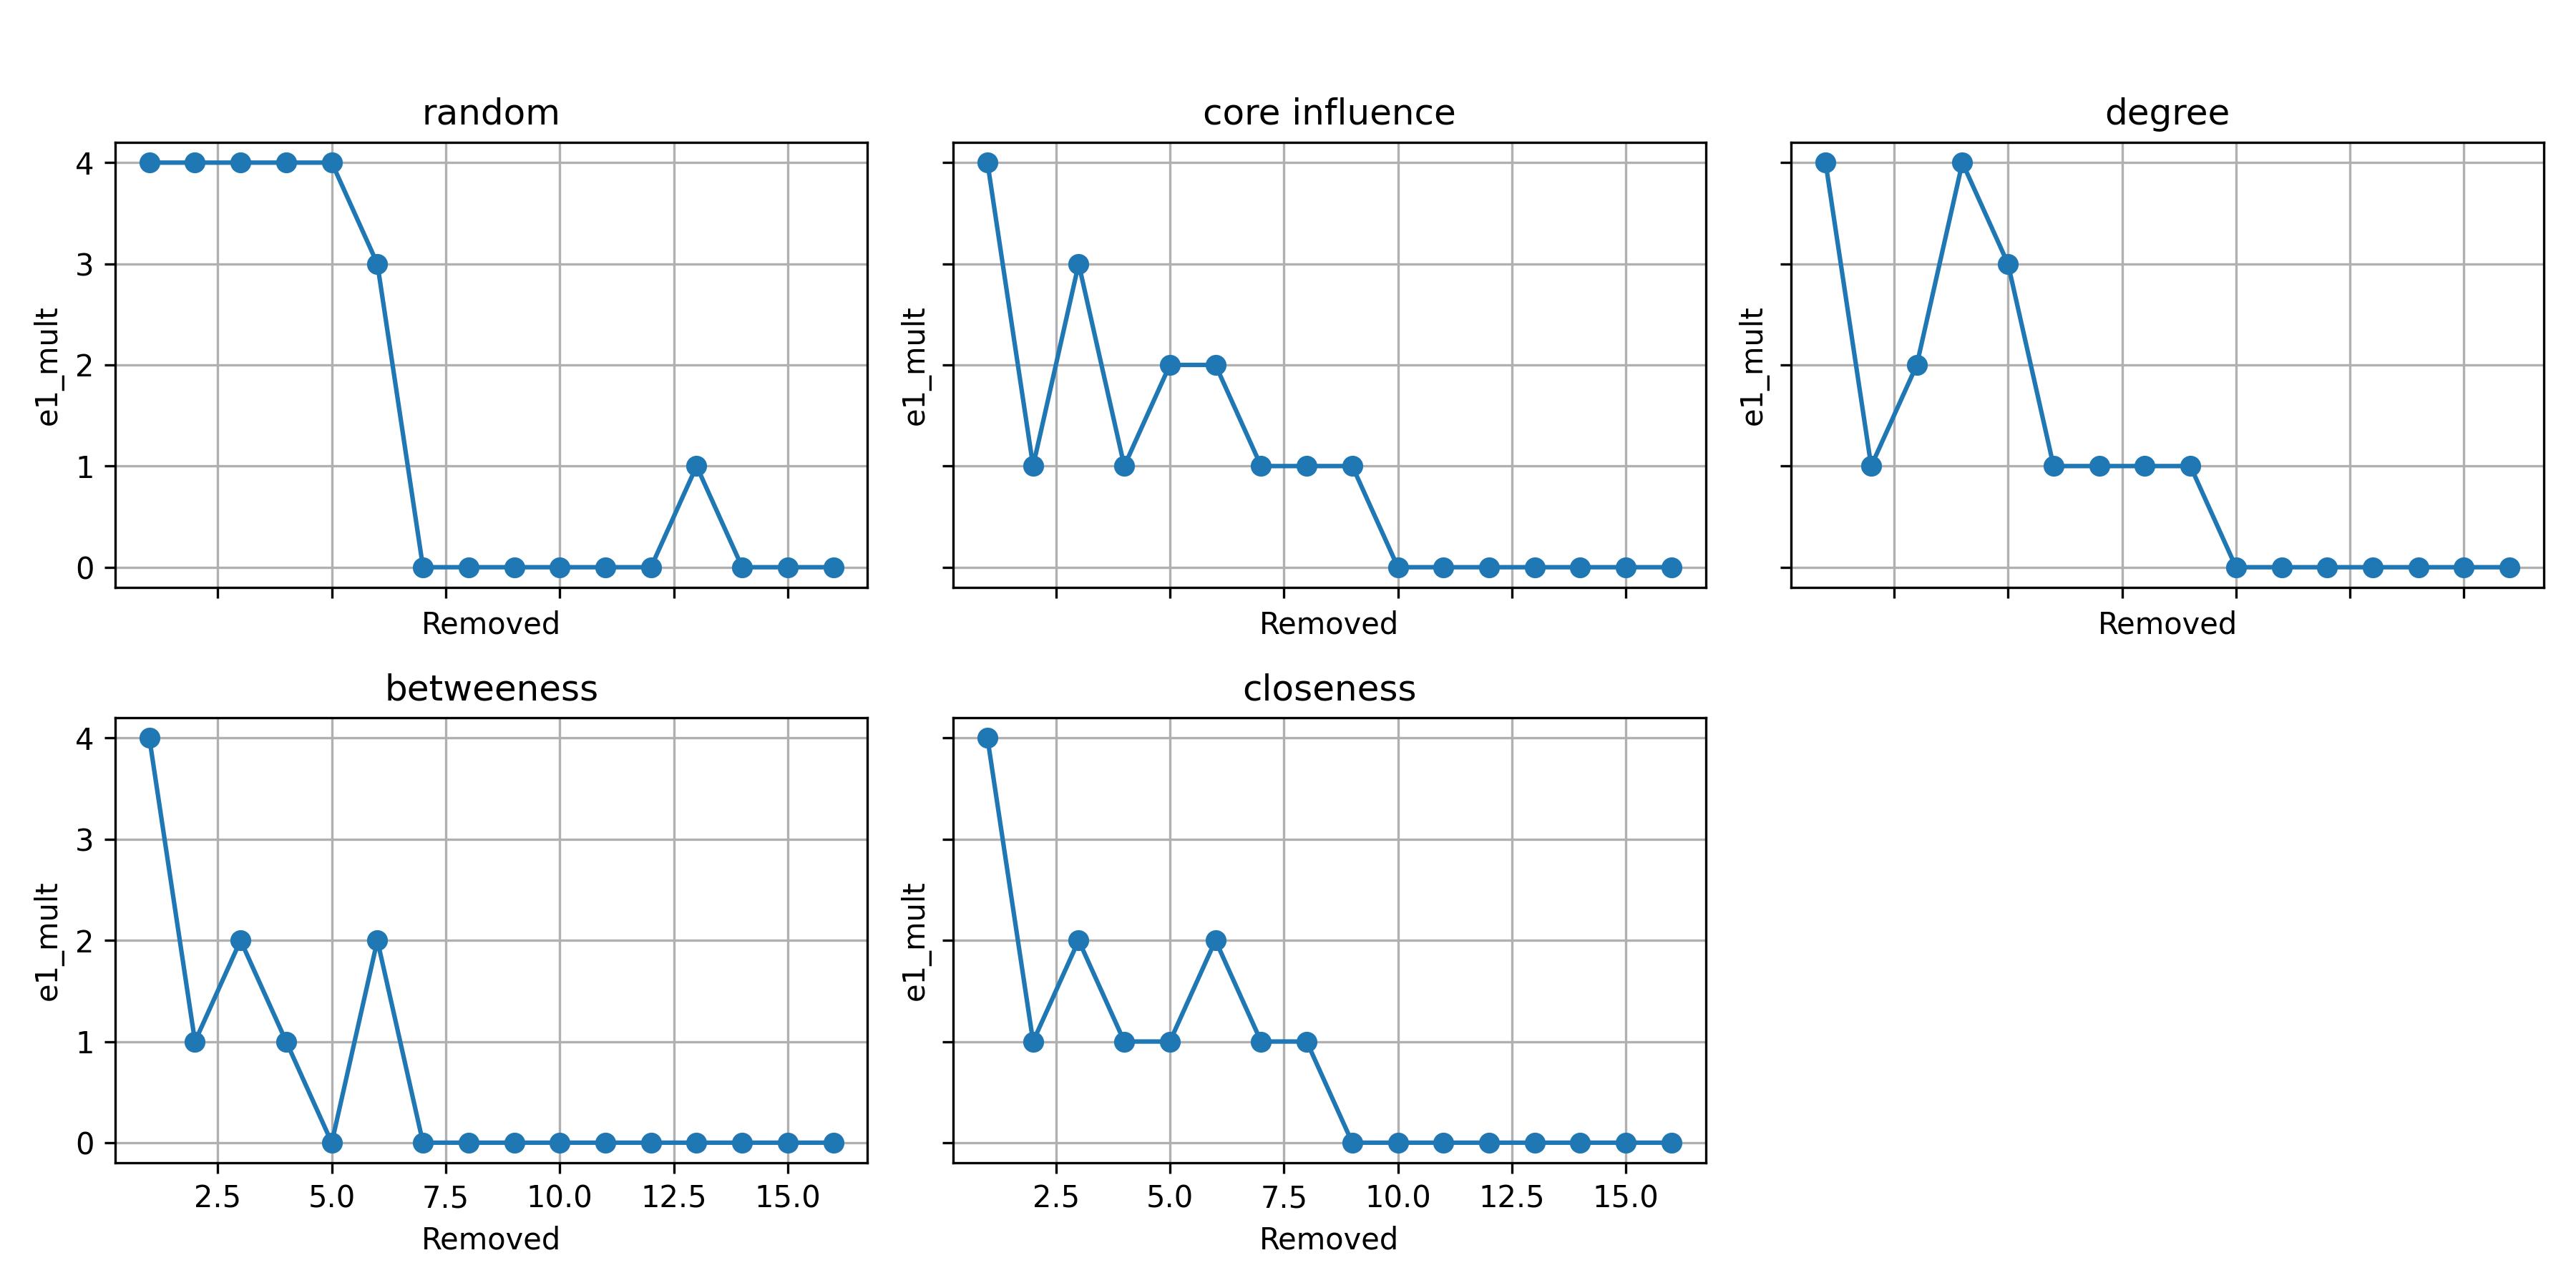 random
core influence
degree
4
3
2
1
0
e1_mult
e1_mult
e1_mult
Removed
Removed
Removed
betweeness
closeness
4
3
2
1
0
e1_mult
e1_mult
2.5 5.0 7.5 10.0 12.5 15.0
2.5 5.0 7.5 10.0 12.5 15.0
Removed
Removed